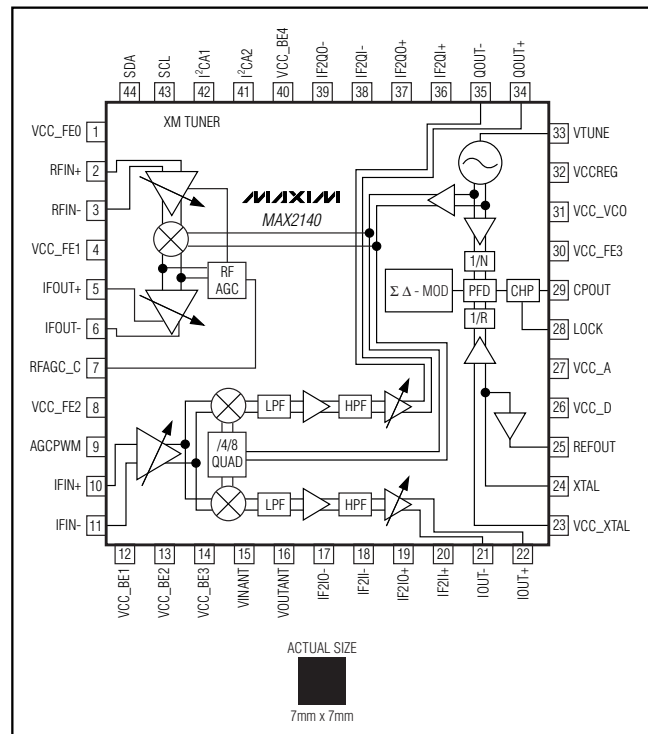 SDA
SCL
I²CA1
I²CA2
VCC_BE4
IF2QO-
IF2QI-
IF2QO+
IF2QI+
QOUT-
QOUT+
44
43
42
41
40
39
38
37
36
35
34
XM TUNER
MAXIM
MAX2140
VCC_FE0 1
RFIN+ 2
RFIN- 3
VCC_FE1 4
IFOUT+ 5
IFOUT- 6
RFAGC_C 7
VCC_FE2 8
AGCPWM 9
IFIN+ 10
IFIN- 11
33 VTUNE
32 VCCREG
31 VCC_VCO
30 VCC_FE3
29 CPOUT
28 LOCK
27 VCC_A
26 VCC_D
25 REFOUT
24 XTAL
23 VCC_XTAL
RF
AGC
1/N
Σ Δ - MOD
PFD
CHP
1/R
LPF
HPF
/4/8
QUAD
LPF
HPF
12
13
14
15
16
17
18
19
20
21
22
VCC_BE1
VCC_BE2
VCC_BE3
VINANT
VOUTANT
IF2IO-
IF2II-
IF2IO+
IF2II+
IOUT-
IOUT+
ACTUAL SIZE
7mm x 7mm